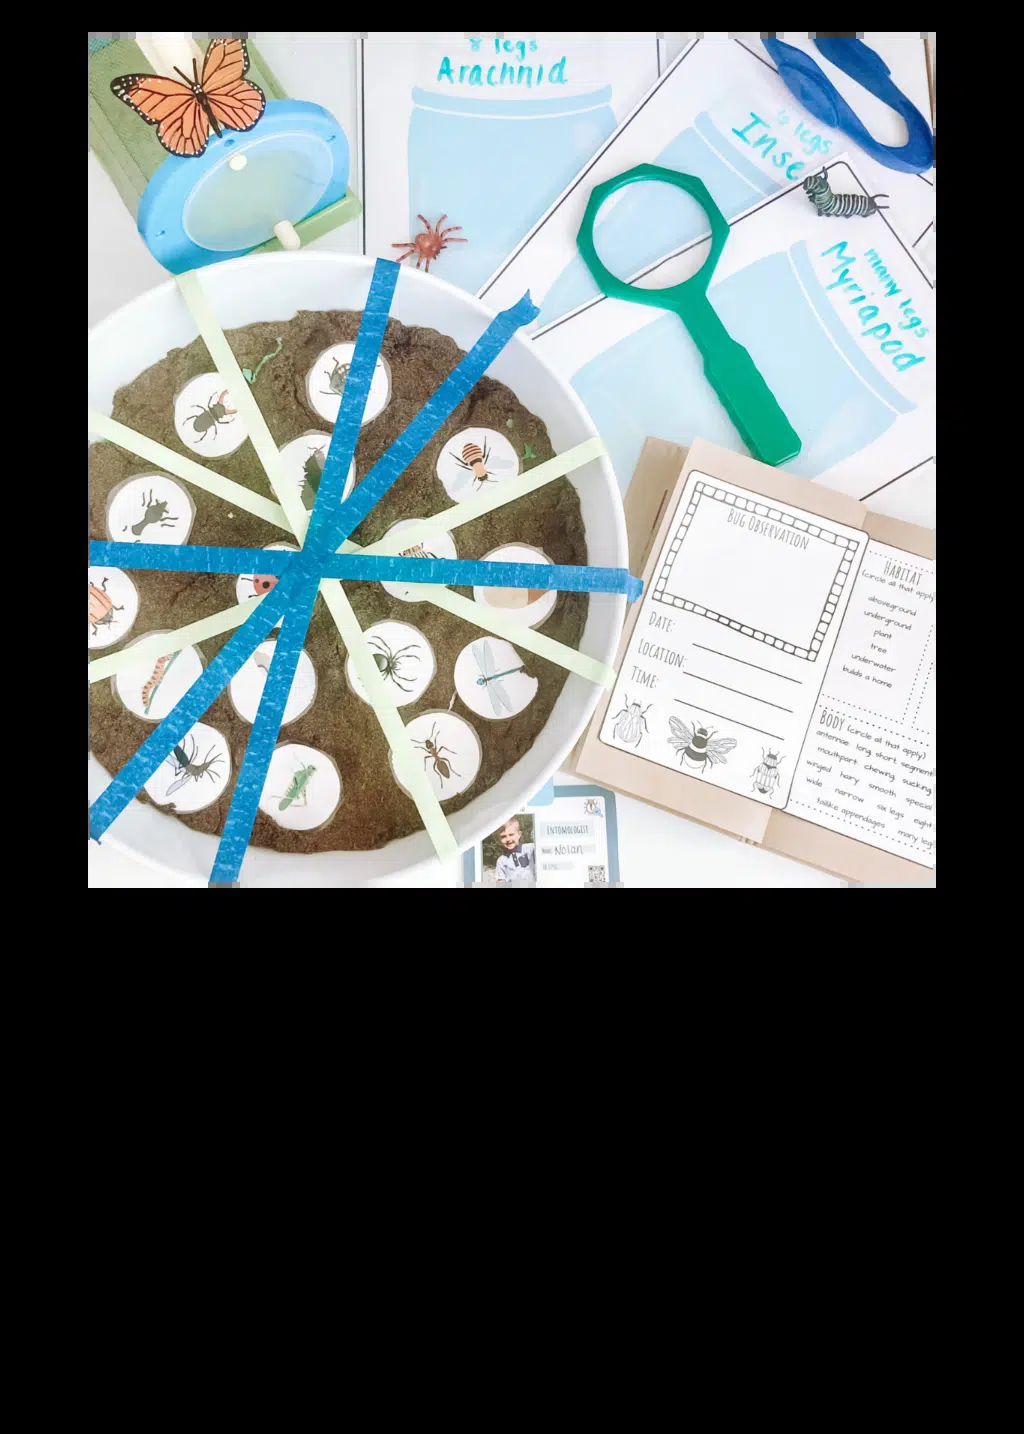 8 legs
Arachnid
6 legs
Inse
many legs
Myriapod
BUG OBSERVATION
DATE:
LOCATION:
TIME:
HABITAT
(circle all that apply)
aboveground
underground
plant
tree
underwater
builds a home
BODY (circle all that apply)
antennae long short segment
mouthpart chewing sucking
winged hairy smooth special
wide narrow six legs eight
taillike appendages many leg
ENTOMOLOGIST
Nolan